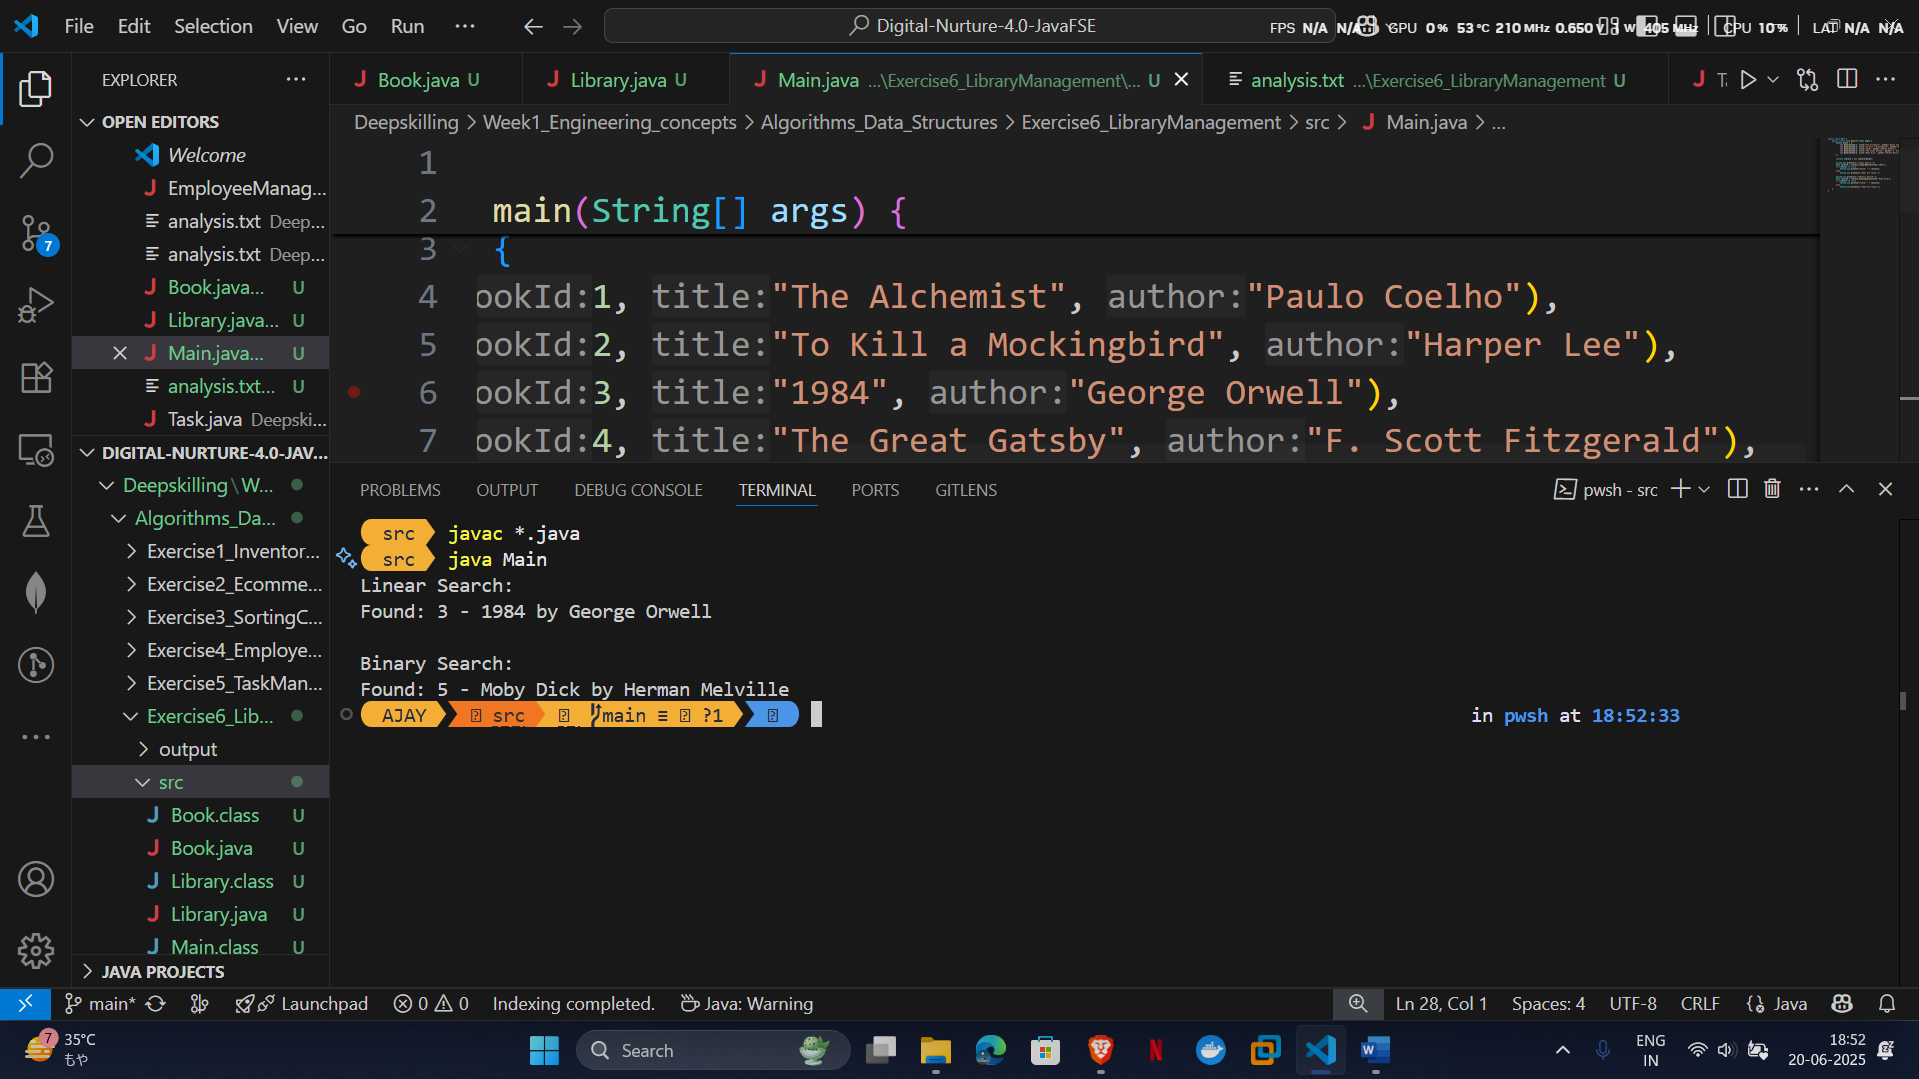 File Edit Selection View Go Run ··· Digital-Nurture-4.0-JavaFSE FPS N/A N/A GPU 0% 53°C 210 MHz 0.650 V 405 MHz CPU 10% LAT N/A N/A
EXPLORER
OPEN EDITORS
Welcome
EmployeeManag...
analysis.txt Deep...
analysis.txt Deep...
7
Book.java... U
Library.java... U
Main.java... U
analysis.txt... U
Task.java Deepski...
DIGITAL-NURTURE-4.0-JAV...
Deepskilling\W...
Algorithms_Da...
Exercise1_Inventor...
Exercise2_Ecomme...
Exercise3_SortingC...
Exercise4_Employe...
Exercise5_TaskMan...
Exercise6_Lib...
output
src
Book.class U
Book.java U
Library.class U
Library.java U
Main.class U
JAVA PROJECTS
Book.java U Library.java U Main.java ...\Exercise6_LibraryManagement\... U analysis.txt ...\Exercise6_LibraryManagement U
Deepskilling > Week1_Engineering_concepts > Algorithms_Data_Structures > Exercise6_LibraryManagement > src > Main.java > ...
1
2 main(String[] args) {
3 {
4 ookId:1, title:"The Alchemist", author:"Paulo Coelho"),
5 ookId:2, title:"To Kill a Mockingbird", author:"Harper Lee"),
6 ookId:3, title:"1984", author:"George Orwell"),
7 ookId:4, title:"The Great Gatsby", author:"F. Scott Fitzgerald"),
PROBLEMS OUTPUT DEBUG CONSOLE TERMINAL PORTS GITLENS pwsh - src
src javac *.java
src java Main
Linear Search:
Found: 3 - 1984 by George Orwell
Binary Search:
Found: 5 - Moby Dick by Herman Melville
AJAY src main ≡ ?1 in pwsh at 18:52:33
main* Launchpad 0 0 Indexing completed. Java: Warning Ln 28, Col 1 Spaces: 4 UTF-8 CRLF {} Java
7 35°C
もや
Search
ENG
IN
18:52
20-06-2025